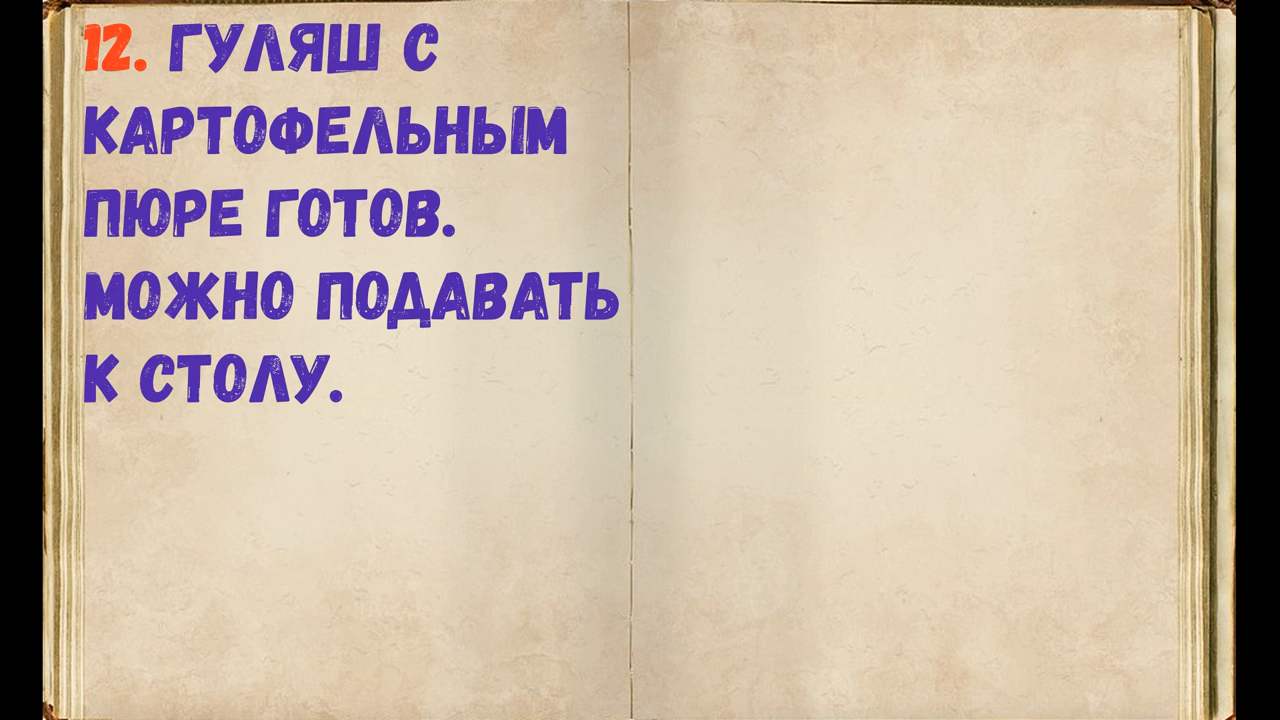 12. ГУЛЯШ С
КАРТОФЕЛЬНЫМ
ПЮРЕ ГОТОВ.
МОЖНО ПОДАВАТЬ
К СТОЛУ.